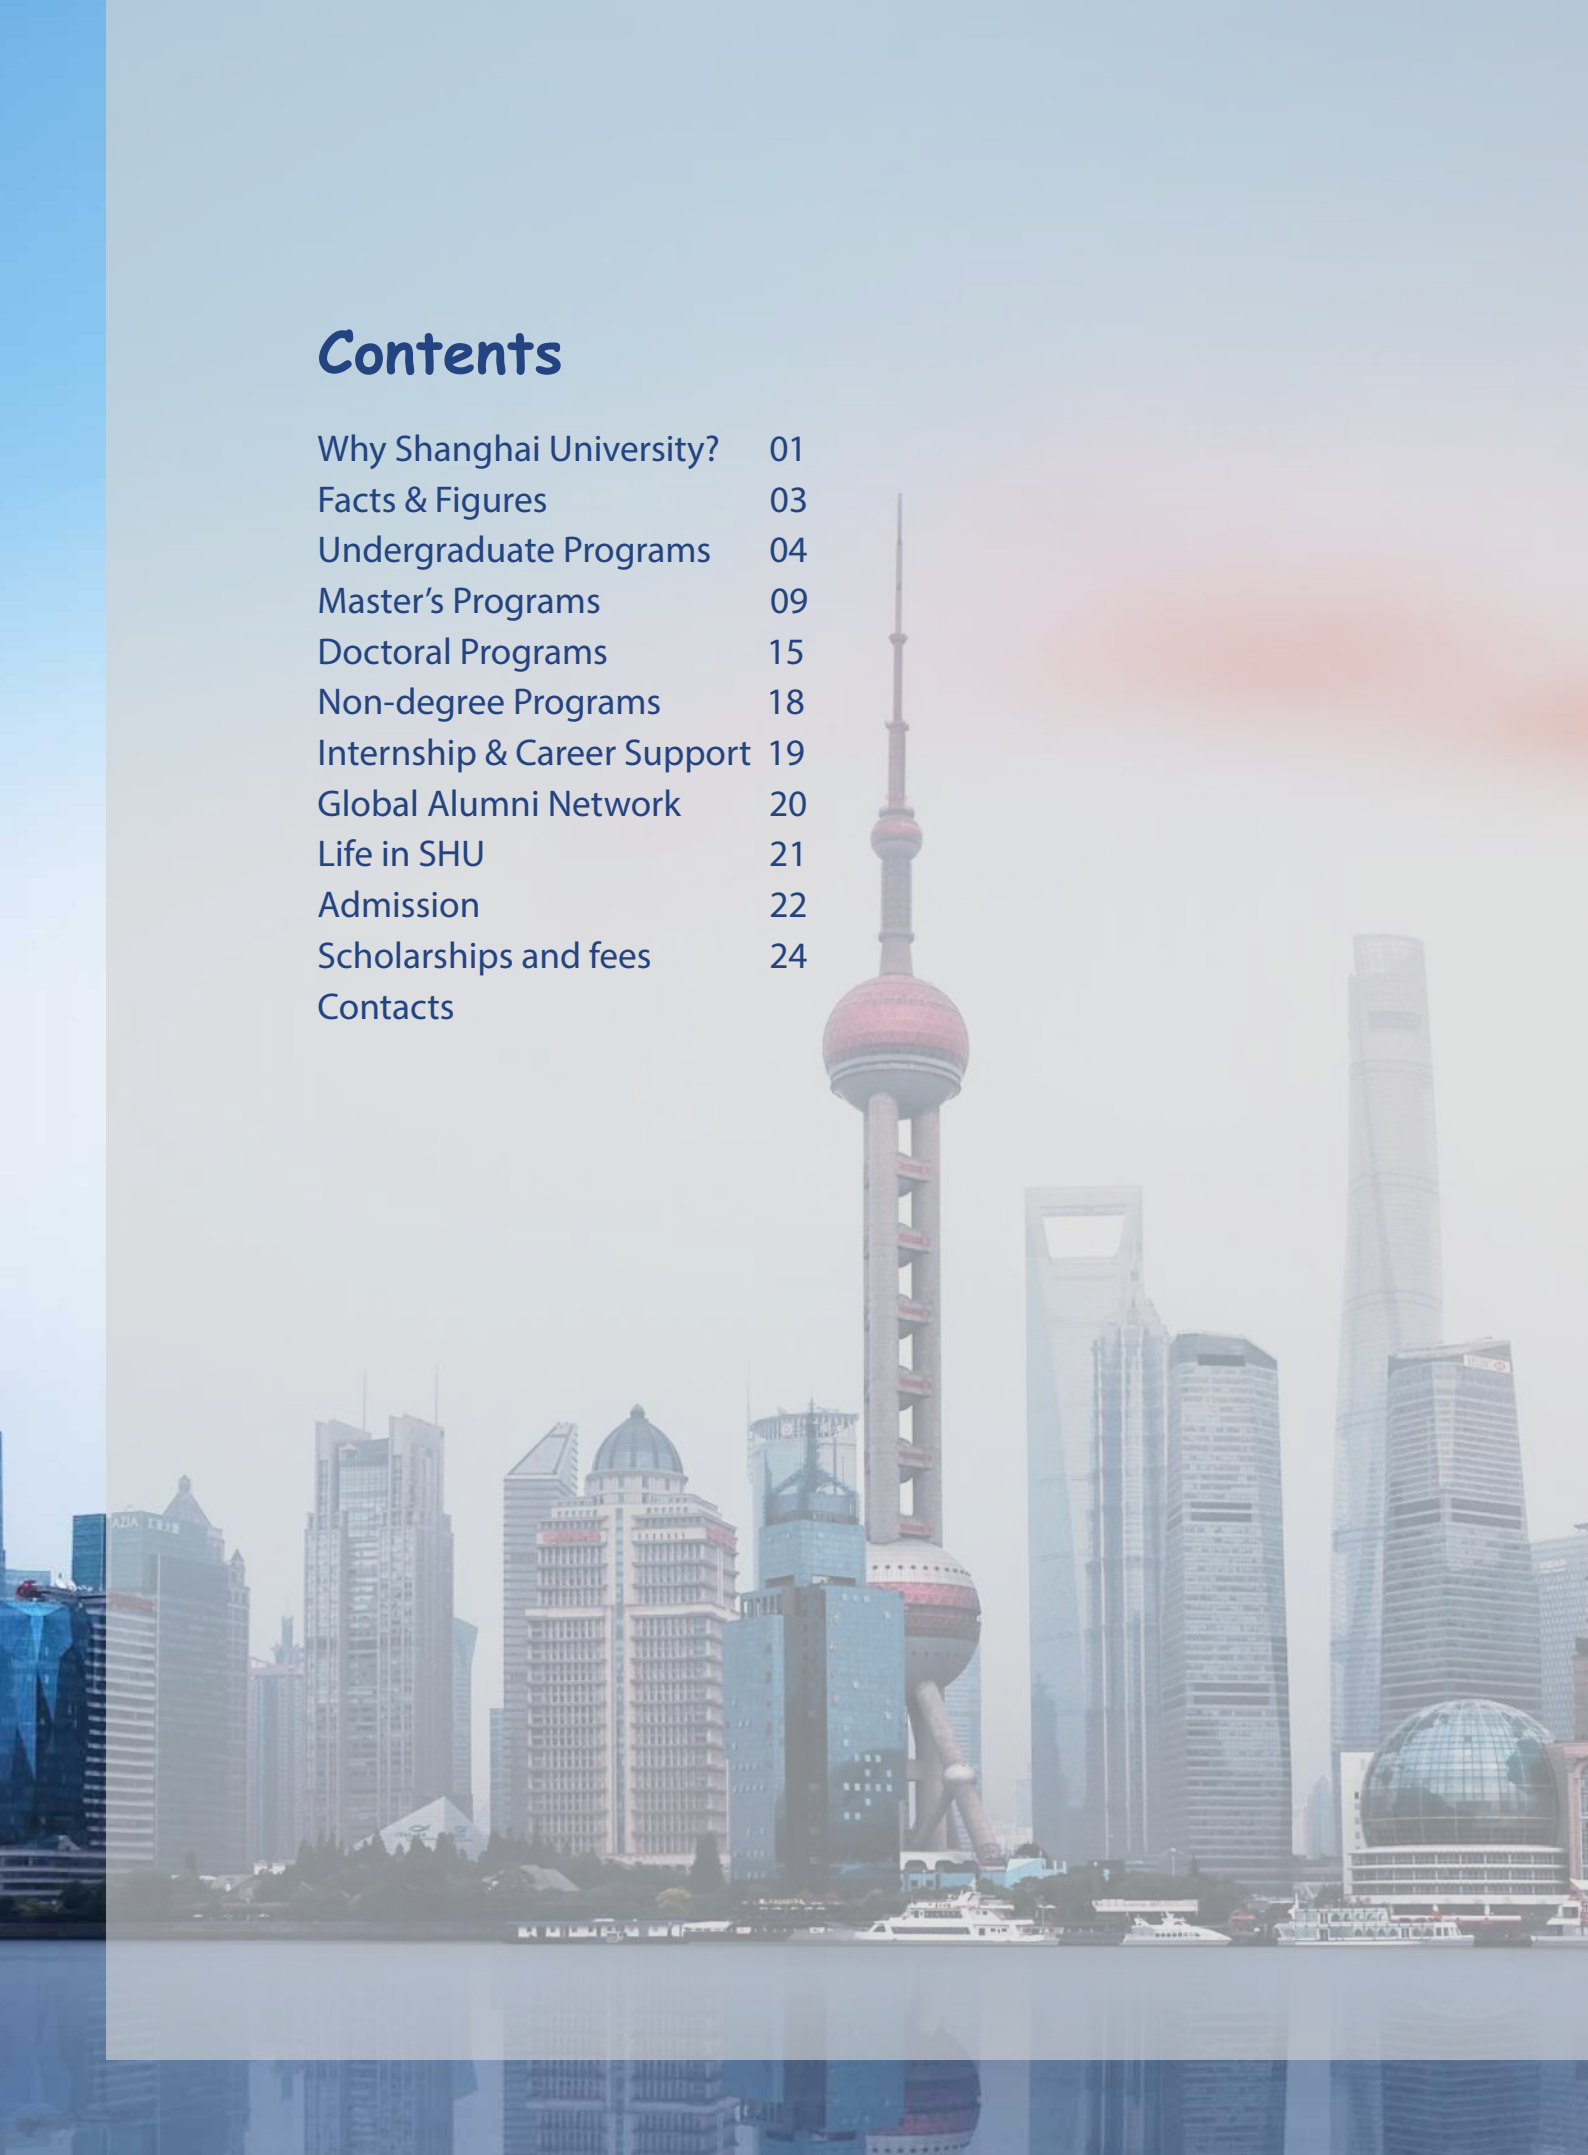 Contents
Why Shanghai University? 01
Facts & Figures 03
Undergraduate Programs 04
Master’s Programs 09
Doctoral Programs 15
Non-degree Programs 18
Internship & Career Support 19
Global Alumni Network 20
Life in SHU 21
Admission 22
Scholarships and fees 24
Contacts
AZIA